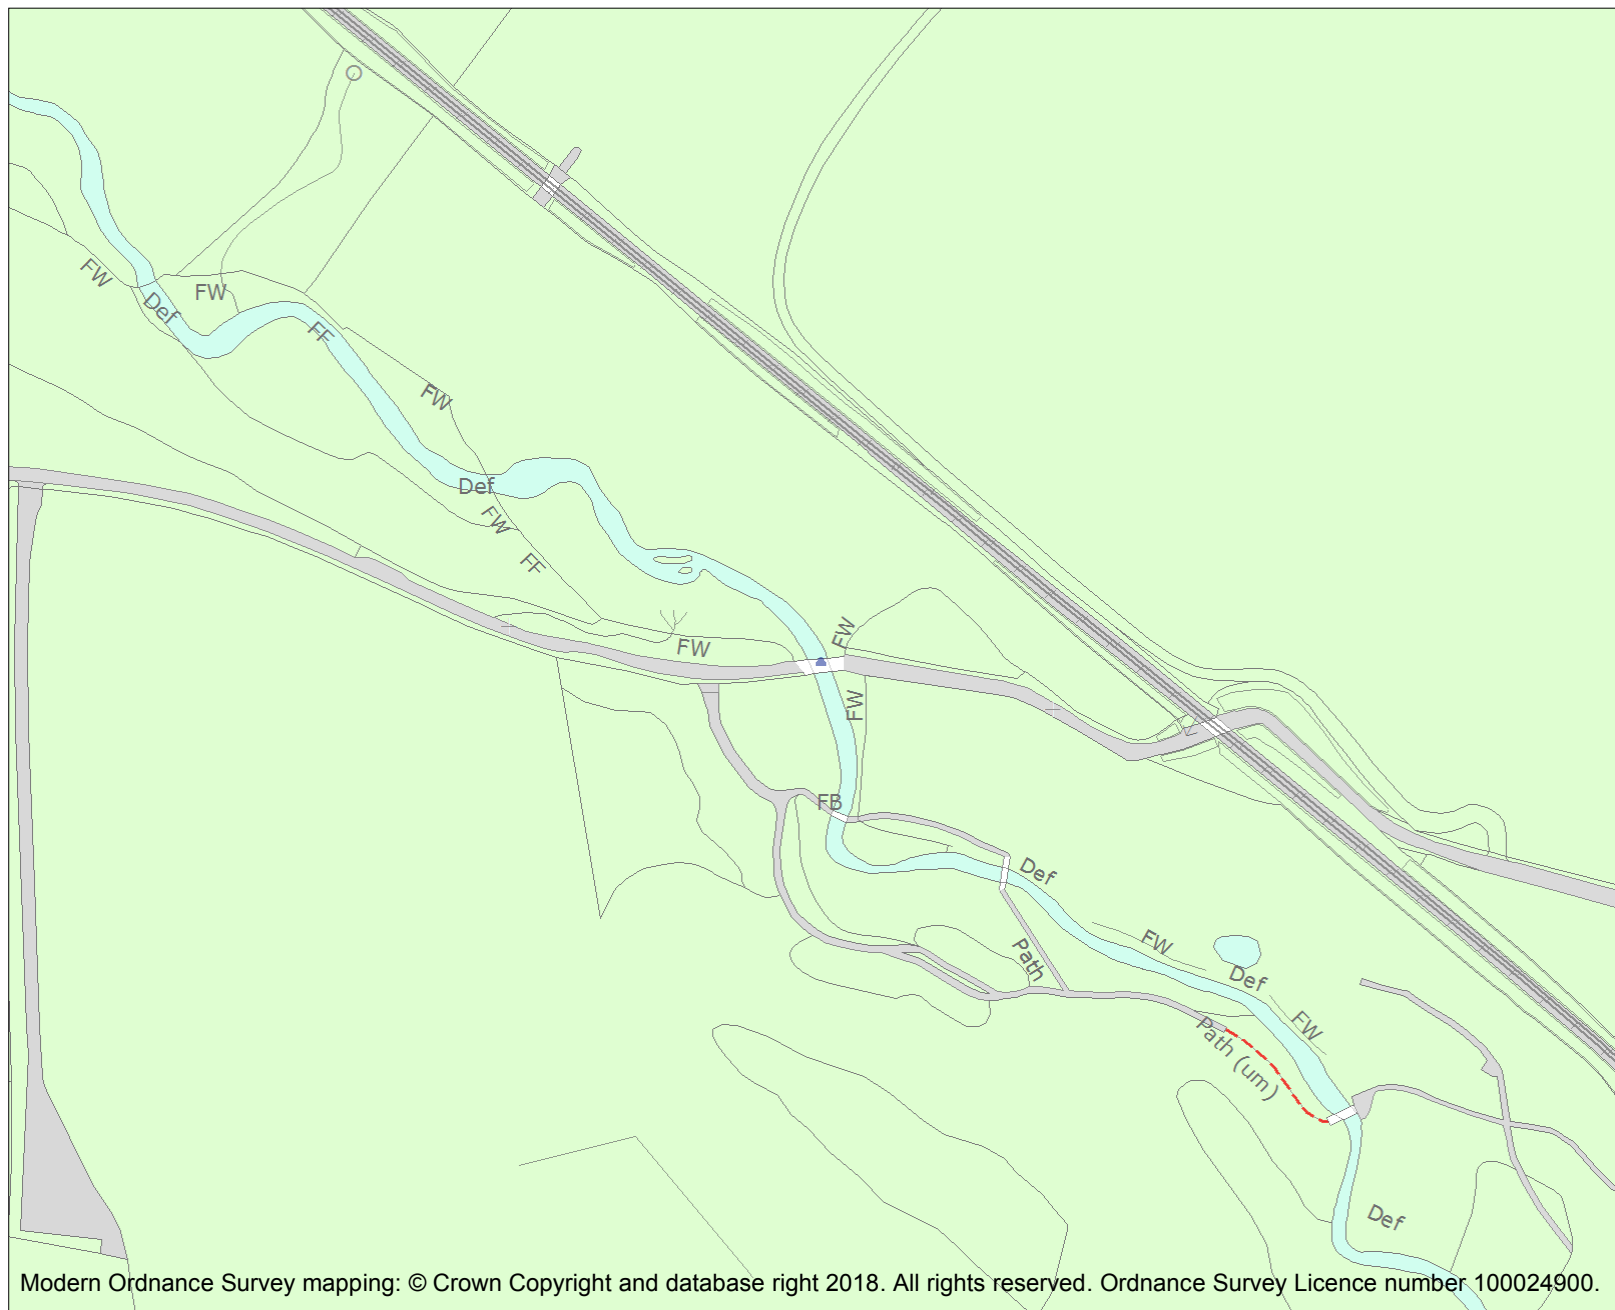 FW
Def
FW
FF
FW
Def
FW
FF
FW
FW
FW
FB
Def
Path
FW
Def
FW
Path (um)
Def
Modern Ordnance Survey mapping: © Crown Copyright and database right 2018. All rights reserved. Ordnance Survey Licence number 100024900.